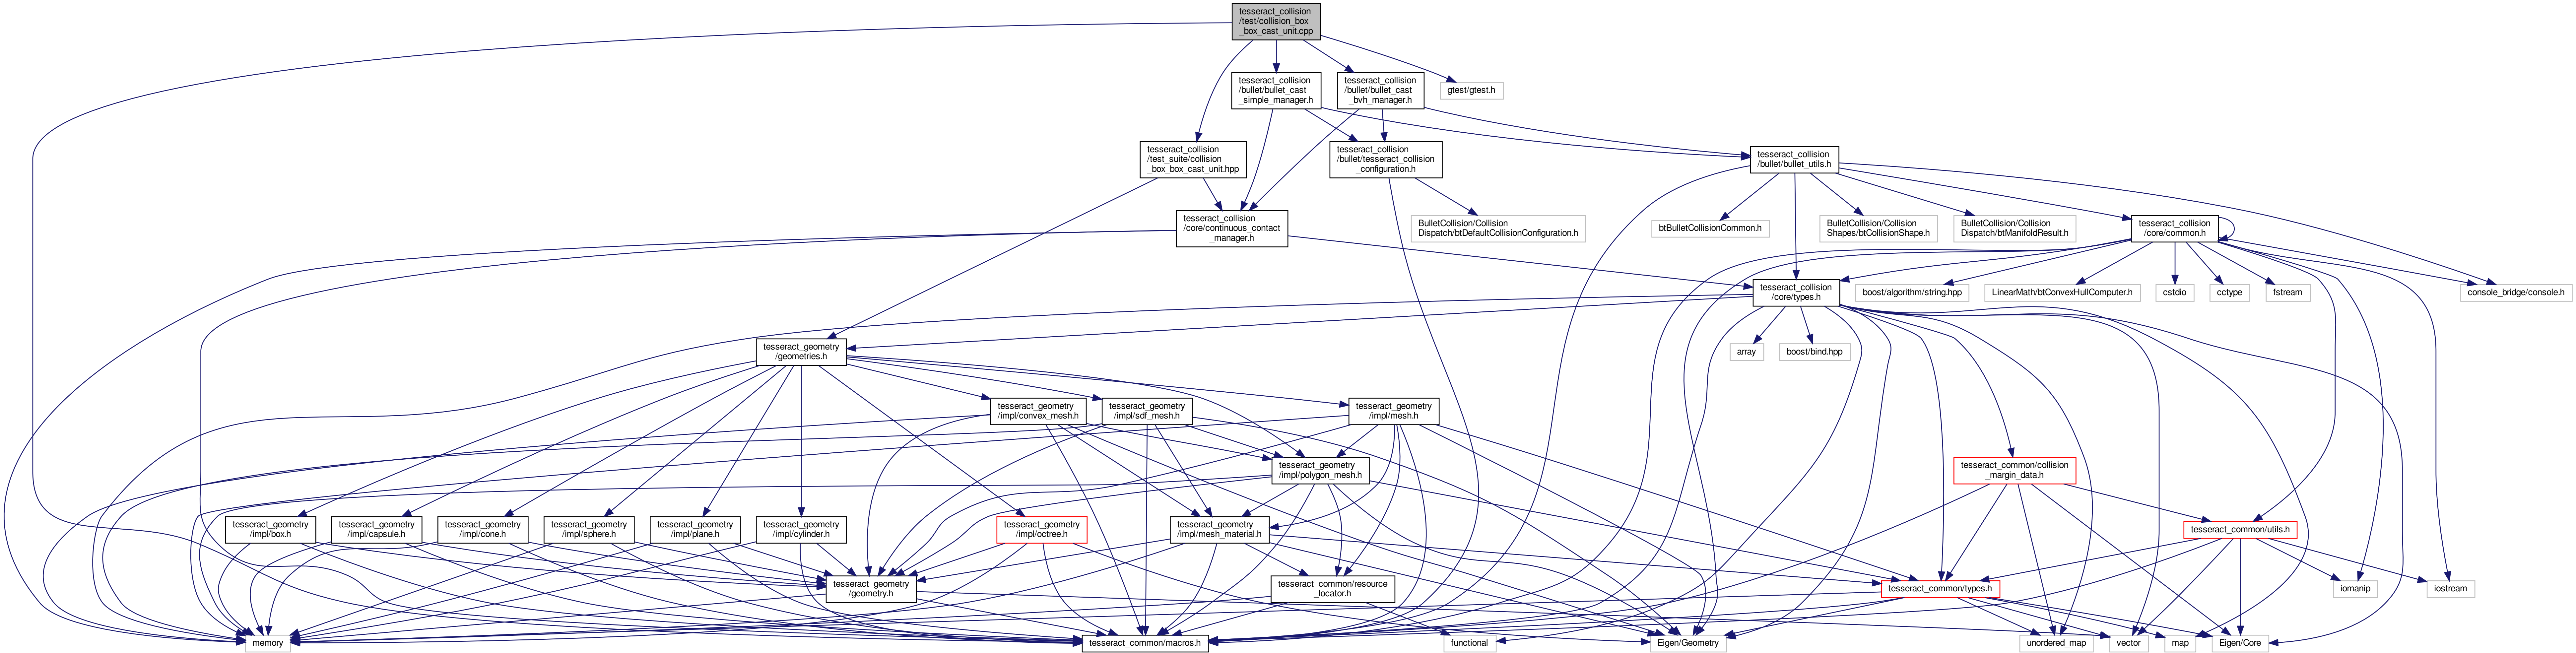 tesseract_collision
/test/collision_box
_box_cast_unit.cpp
tesseract_collision
/bullet/bullet_cast
_simple_manager.h
tesseract_collision
/bullet/bullet_cast
_bvh_manager.h
gtest/gtest.h
tesseract_collision
/test_suite/collision
_box_box_cast_unit.hpp
tesseract_collision
/bullet/tesseract_collision
_configuration.h
tesseract_collision
/bullet/bullet_utils.h
tesseract_collision
/core/continuous_contact
_manager.h
BulletCollision/Collision
Dispatch/btDefaultCollisionConfiguration.h
btBulletCollisionCommon.h
BulletCollision/Collision
Shapes/btCollisionShape.h
BulletCollision/Collision
Dispatch/btManifoldResult.h
tesseract_collision
/core/common.h
tesseract_collision
/core/types.h
boost/algorithm/string.hpp
LinearMath/btConvexHullComputer.h
cstdio
cctype
fstream
console_bridge/console.h
tesseract_geometry
/geometries.h
array
boost/bind.hpp
tesseract_geometry
/impl/convex_mesh.h
tesseract_geometry
/impl/sdf_mesh.h
tesseract_geometry
/impl/mesh.h
tesseract_geometry
/impl/polygon_mesh.h
tesseract_common/collision
_margin_data.h
tesseract_geometry
/impl/box.h
tesseract_geometry
/impl/capsule.h
tesseract_geometry
/impl/cone.h
tesseract_geometry
/impl/sphere.h
tesseract_geometry
/impl/plane.h
tesseract_geometry
/impl/cylinder.h
tesseract_geometry
/impl/octree.h
tesseract_geometry
/impl/mesh_material.h
tesseract_common/utils.h
tesseract_geometry
/geometry.h
tesseract_common/resource
_locator.h
tesseract_common/types.h
iomanip
iostream
memory
tesseract_common/macros.h
functional
Eigen/Geometry
unordered_map
vector
map
Eigen/Core